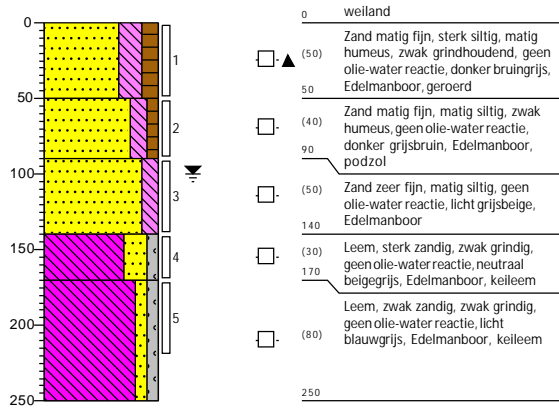 0
50
100
150
200
250
1
2
3
4
5
0 weiland
(50) Zand matig fijn, sterk siltig, matig
humeus, zwak grindhoudend, geen
olie-water reactie, donker bruingrijs,
Edelmanboor, geroerd
50
(40) Zand matig fijn, matig siltig, zwak
humeus, geen olie-water reactie,
donker grijsbruin, Edelmanboor,
podzol
90
(50) Zand zeer fijn, matig siltig, geen
olie-water reactie, licht grijsbeige,
Edelmanboor
140
(30) Leem, sterk zandig, zwak grindig,
geen olie-water reactie, neutraal
beigegrijs, Edelmanboor, keileem
170
Leem, zwak zandig, zwak grindig,
geen olie-water reactie, licht
(80) blauwgrijs, Edelmanboor, keileem
250